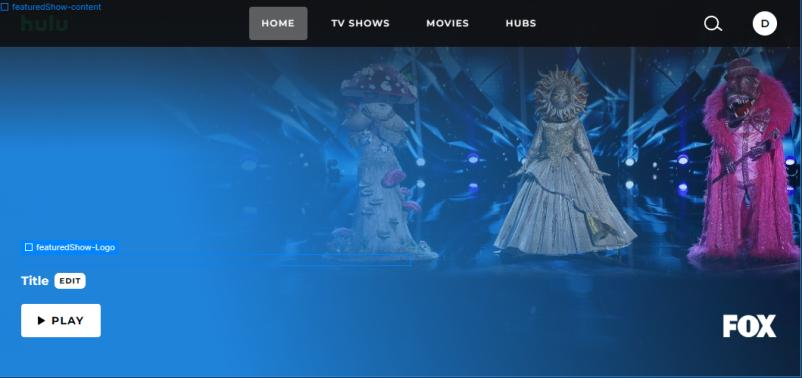 featuredShow-content
hulu
HOME
TV SHOWS
MOVIES
HUBS
D
featuredShow-Logo
Title EDIT
PLAY
FOX